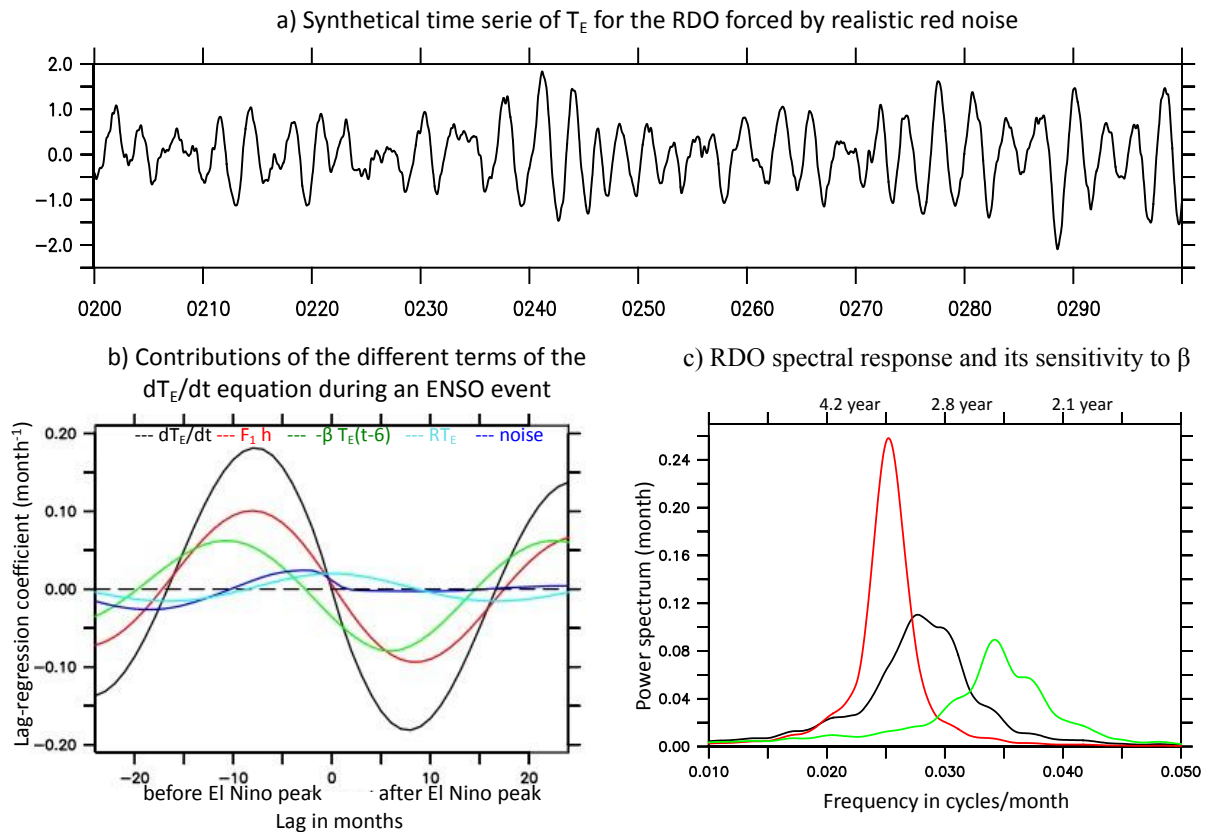 a) Synthetical time serie of T_E for the RDO forced by realistic red noise
2.0
1.0
0.0
−1.0
−2.0
0200 0210 0220 0230 0240 0250 0260 0270 0280 0290
b) Contributions of the different terms of the
dT_E/dt equation during an ENSO event
--- dT_E/dt --- F_1 h --- -β T_E(t-6) --- RT_E --- noise
Lag-regression coefficient (month^-1)
0.20
0.10
0.00
−0.10
−0.20
−20 −10 0 10 20
before El Nino peak after El Nino peak
Lag in months
c) RDO spectral response and its sensitivity to β
4.2 year 2.8 year 2.1 year
Power spectrum (month)
0.24
0.20
0.16
0.12
0.08
0.04
0.00
0.010 0.020 0.030 0.040 0.050
Frequency in cycles/month